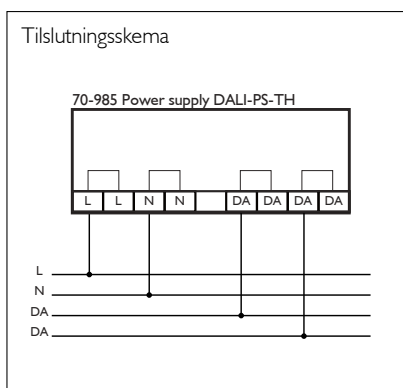 Tilslutningsskema
70-985 Power supply DALI-PS-TH
L L N N DA DA DA DA
L
N
DA
DA